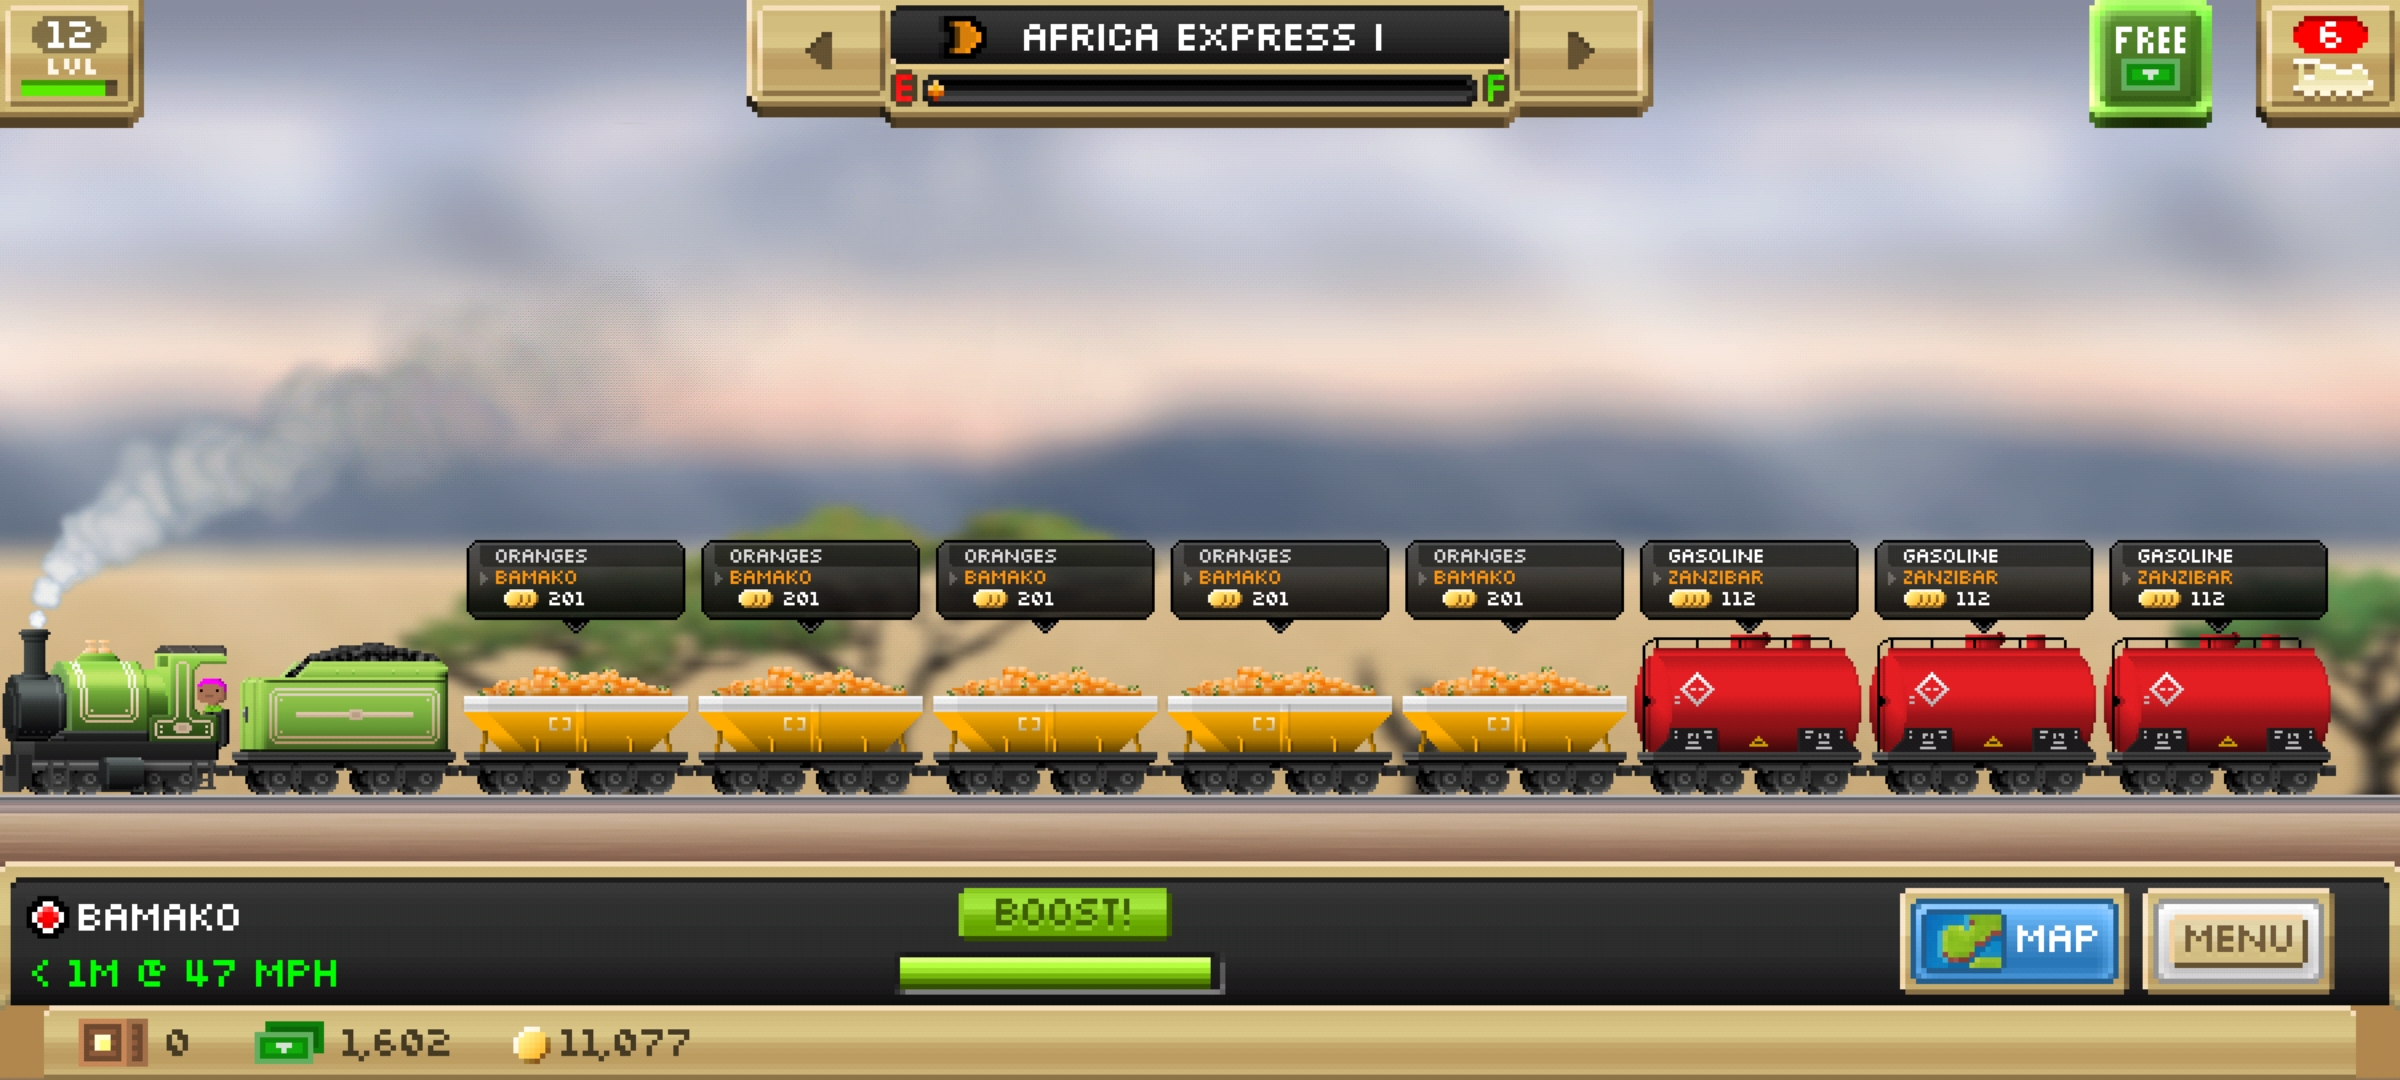 12
LVL
AFRICA EXPRESS I
E F
FREE
6
ORANGES
BAMAKO
201
ORANGES
BAMAKO
201
ORANGES
BAMAKO
201
ORANGES
BAMAKO
201
ORANGES
BAMAKO
201
GASOLINE
ZANZIBAR
112
GASOLINE
ZANZIBAR
112
GASOLINE
ZANZIBAR
112
BAMAKO
< 1M @ 47 MPH
BOOST!
MAP
MENU
0
1,602
11,077